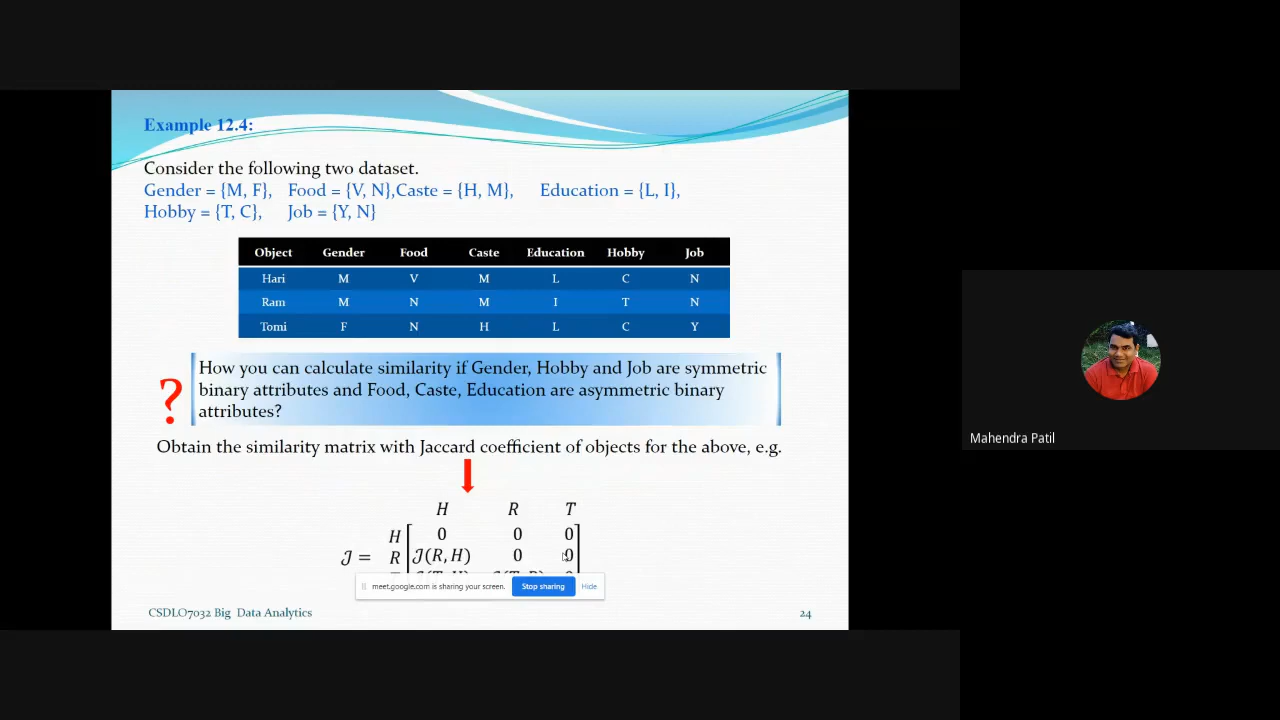 Example 12.4:
Consider the following two dataset.
Gender = {M, F}, Food = {V, N},Caste = {H, M}, Education = {L, I},
Hobby = {T, C}, Job = {Y, N}
Object Gender Food Caste Education Hobby Job
Hari M V M L C N
Ram M N M I T N
Tomi F N H L C Y
?
How you can calculate similarity if Gender, Hobby and Job are symmetric
binary attributes and Food, Caste, Education are asymmetric binary
attributes?
Obtain the similarity matrix with Jaccard coefficient of objects for the above, e.g.
H R T
H 0 0 0
𝒥 = R 𝒥(R, H) 0 0
meet.google.com is sharing your screen. Stop sharing Hide
CSDLO7032 Big Data Analytics 24
Mahendra Patil